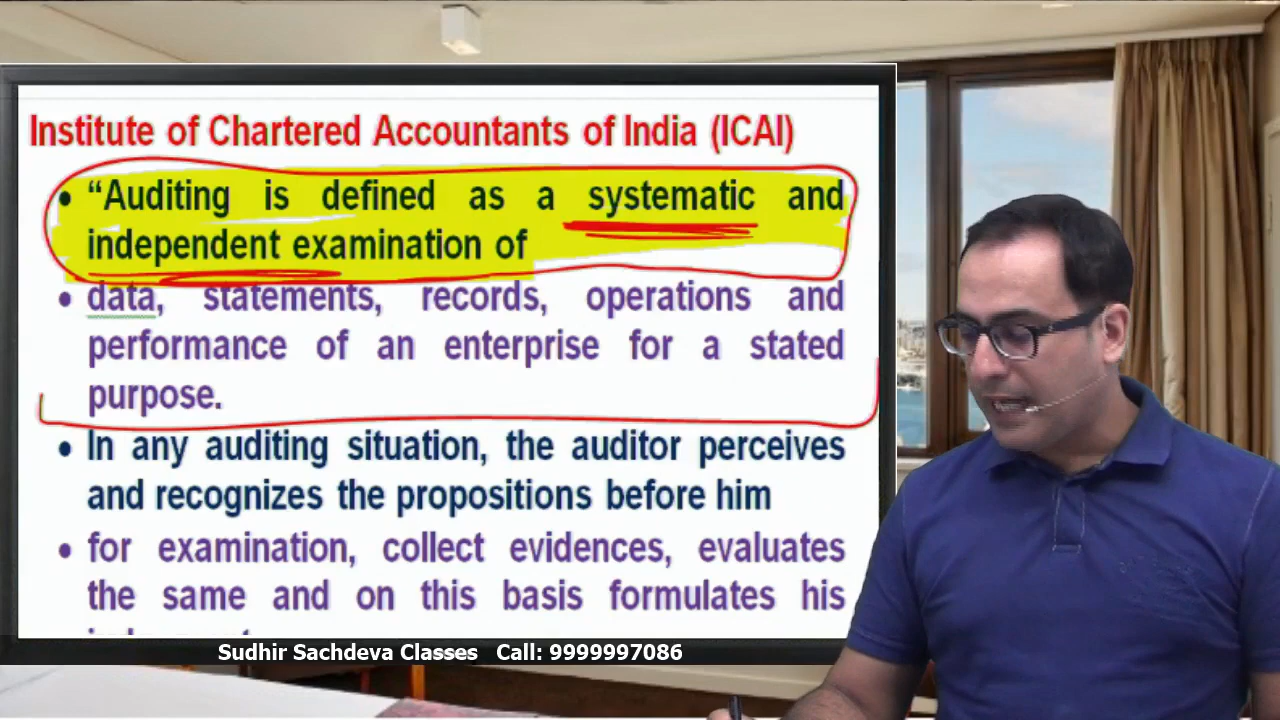 Institute of Chartered Accountants of India (ICAI)
• “Auditing is defined as a systematic and
independent examination of
• data, statements, records, operations and
performance of an enterprise for a stated
purpose.
• In any auditing situation, the auditor perceives
and recognizes the propositions before him
• for examination, collect evidences, evaluates
the same and on this basis formulates his
Sudhir Sachdeva Classes Call: 9999997086